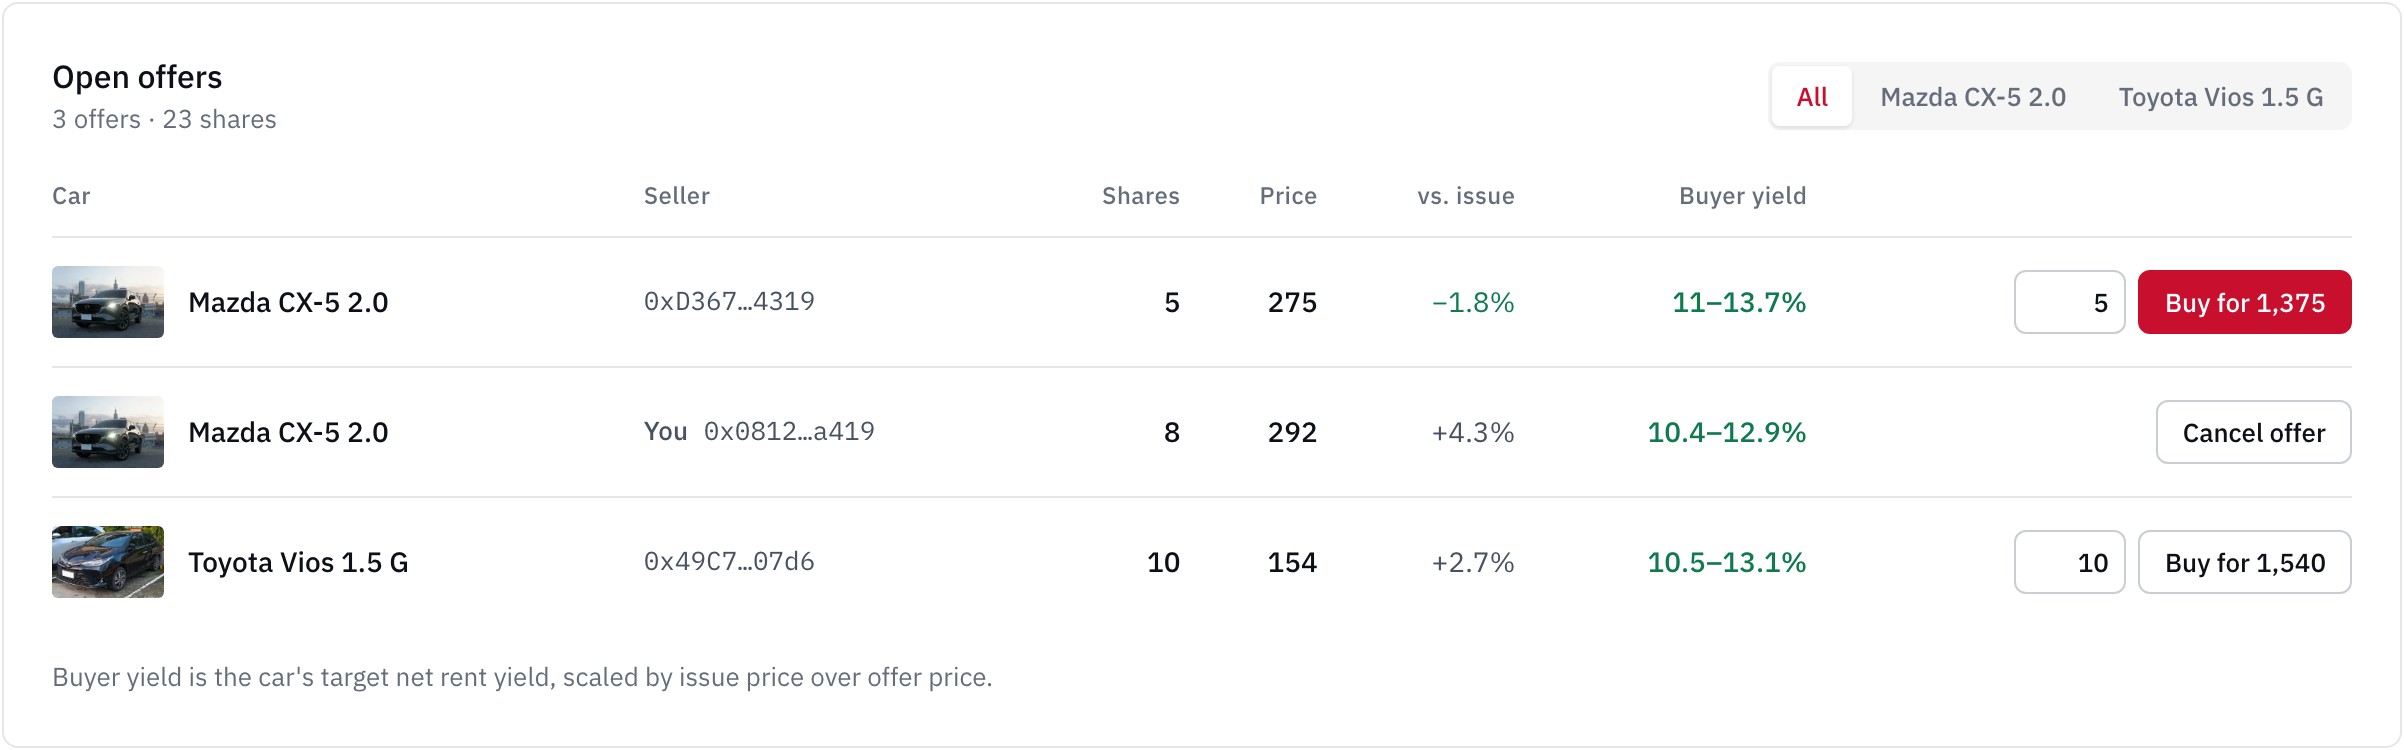 Open offers
3 offers · 23 shares
All Mazda CX-5 2.0 Toyota Vios 1.5 G
Car Seller Shares Price vs. issue Buyer yield
Mazda CX-5 2.0 0xD367…4319 5 275 −1.8% 11–13.7% 5 Buy for 1,375
Mazda CX-5 2.0 You 0x0812…a419 8 292 +4.3% 10.4–12.9% Cancel offer
Toyota Vios 1.5 G 0x49C7…07d6 10 154 +2.7% 10.5–13.1% 10 Buy for 1,540
Buyer yield is the car's target net rent yield, scaled by issue price over offer price.